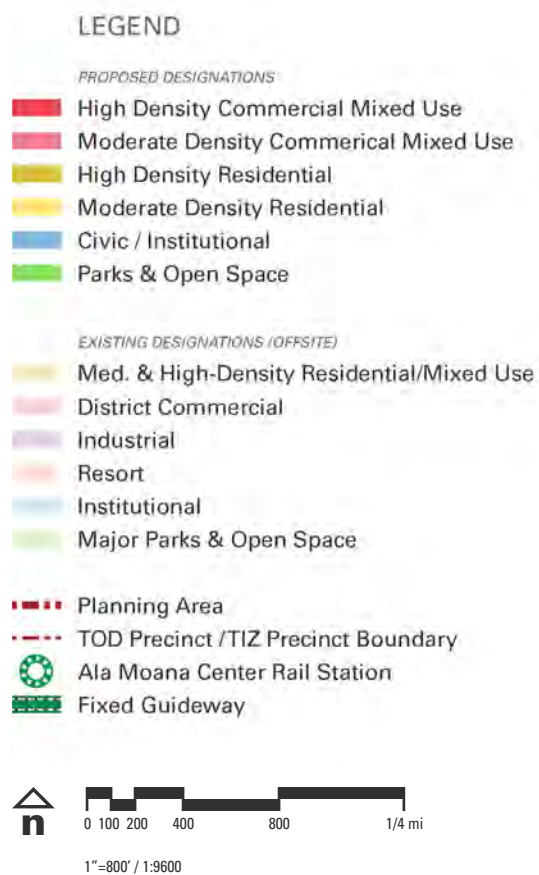 LEGEND
PROPOSED DESIGNATIONS
High Density Commercial Mixed Use
Moderate Density Commerical Mixed Use
High Density Residential
Moderate Density Residential
Civic / Institutional
Parks & Open Space
EXISTING DESIGNATIONS (OFFSITE)
Med. & High-Density Residential/Mixed Use
District Commercial
Industrial
Resort
Institutional
Major Parks & Open Space
Planning Area
TOD Precinct /TIZ Precinct Boundary
Ala Moana Center Rail Station
Fixed Guideway
n
0 100 200 400 800 1/4 mi
1"=800' / 1:9600